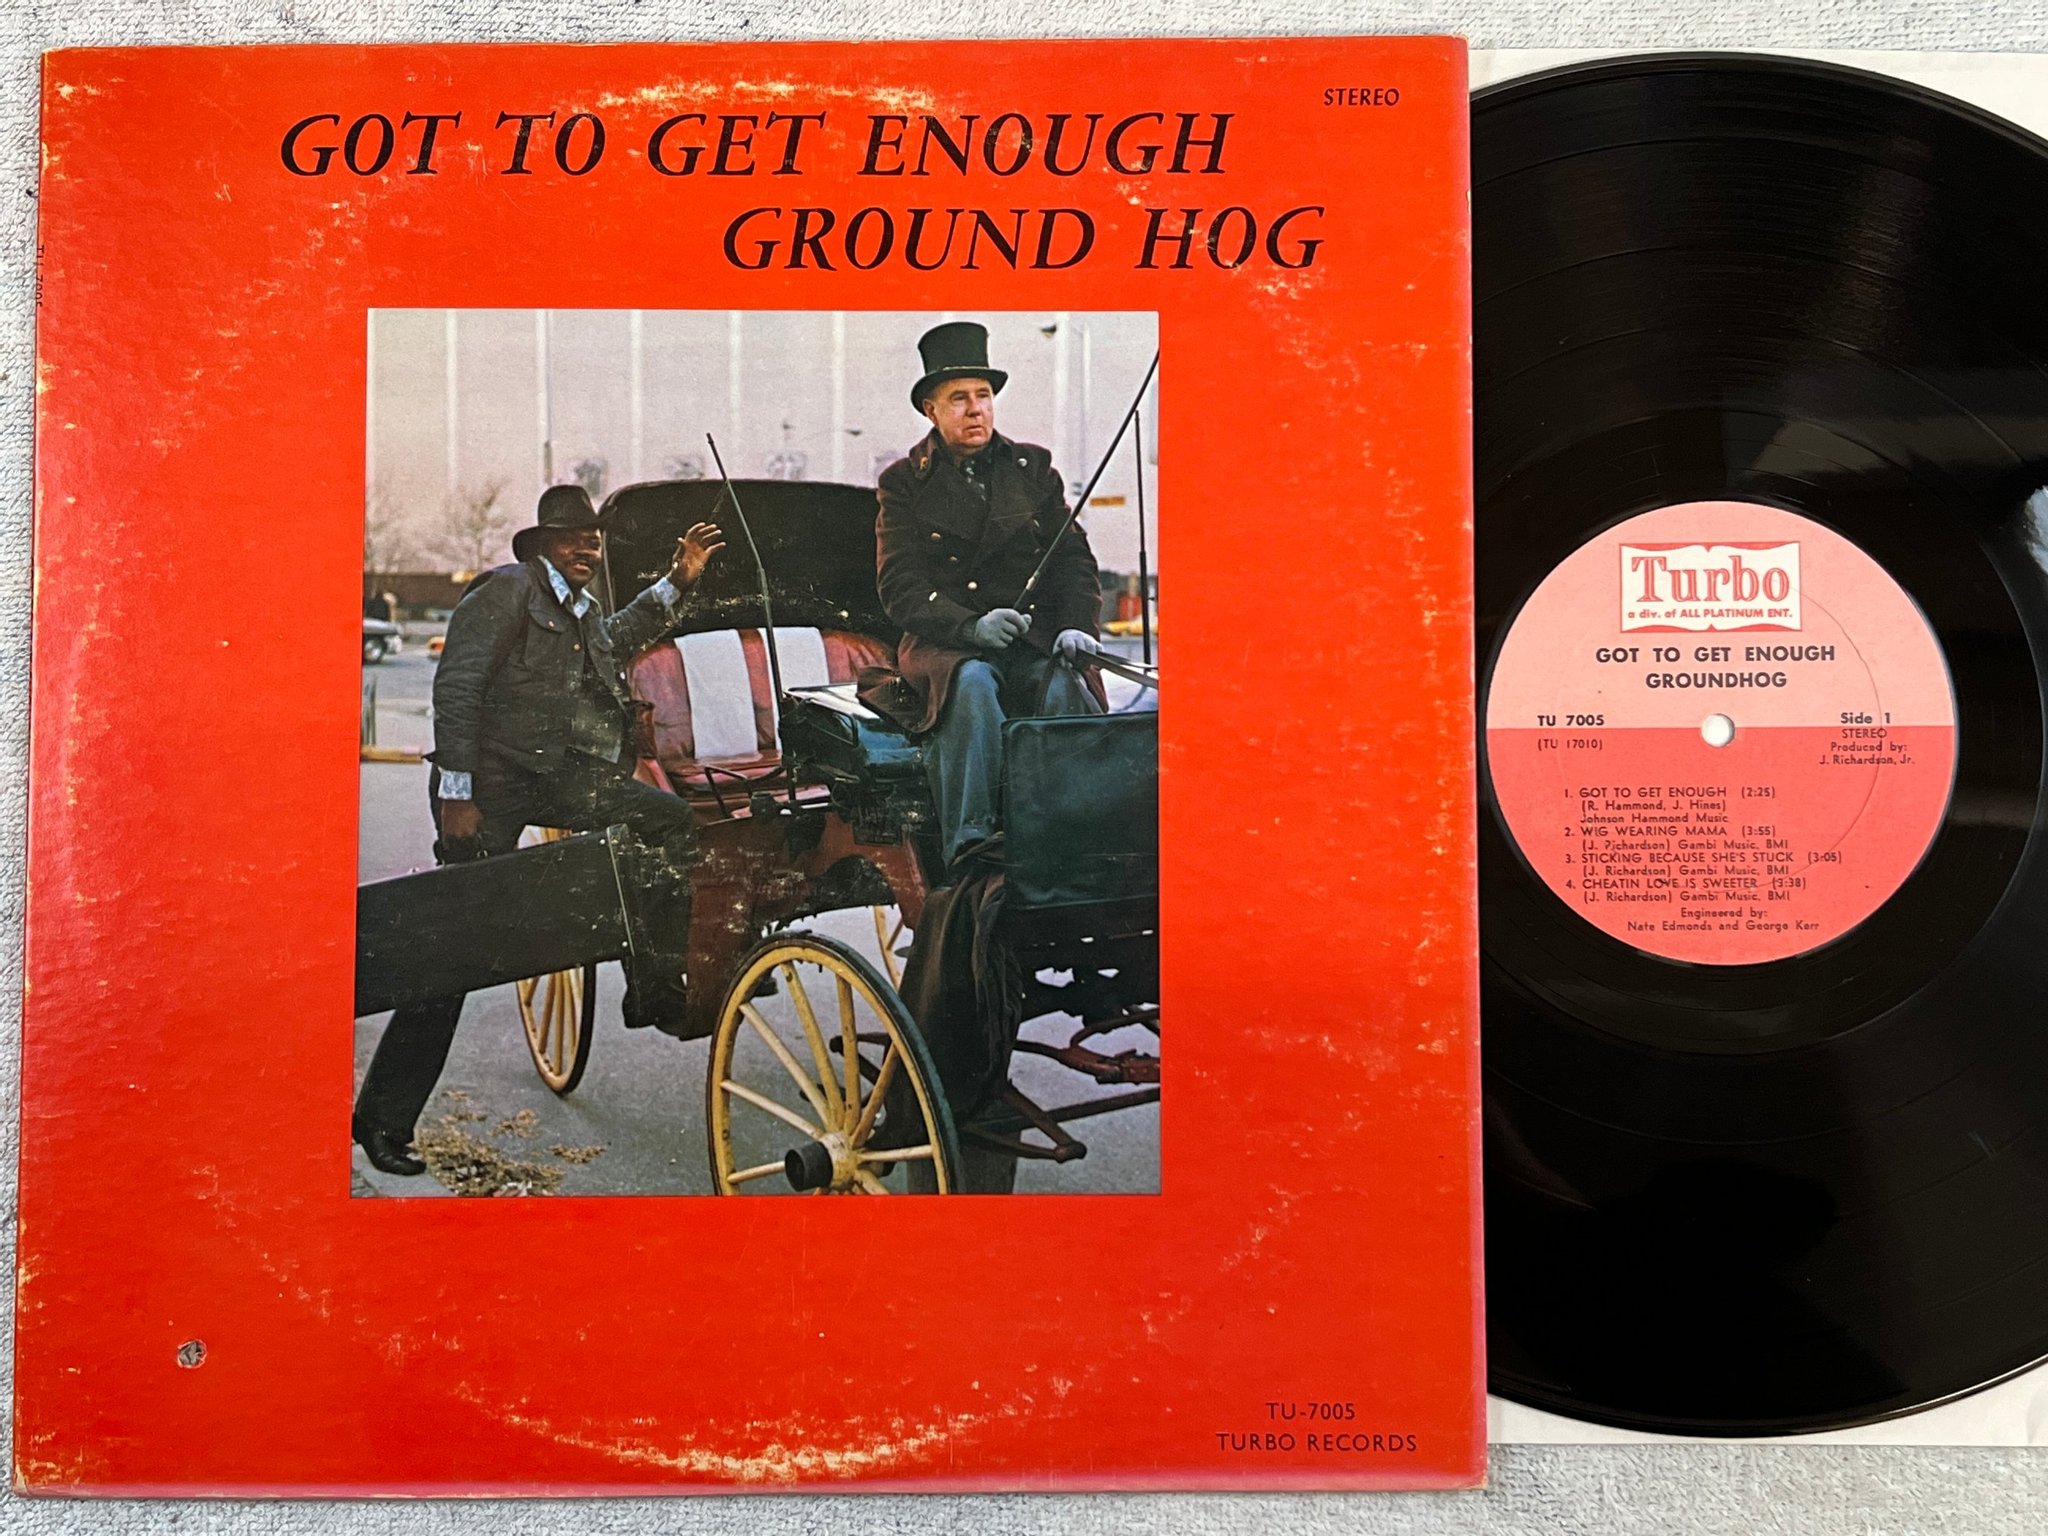 STEREO
GOT TO GET ENOUGH
GROUND HOG
TU-7005
TU-7005
TURBO RECORDS
Turbo
a div. of ALL PLATINUM ENT.
GOT TO GET ENOUGH
GROUNDHOG
TU 7005
(TU 17010)
Side 1
STEREO
Produced by:
J. Richardson, Jr.
1. GOT TO GET ENOUGH (2:25)
(R. Hammond, J. Hines)
Johnson Hammond Music
2. WIG WEARING MAMA (3:55)
(J. Richardson) Gambi Music, BMI
3. STICKING BECAUSE SHE'S STUCK (3:05)
(J. Richardson) Gambi Music, BMI
4. CHEATIN LOVE IS SWEETER (3:38)
(J. Richardson) Gambi Music, BMI
Engineered by:
Nate Edmonds and George Kerr